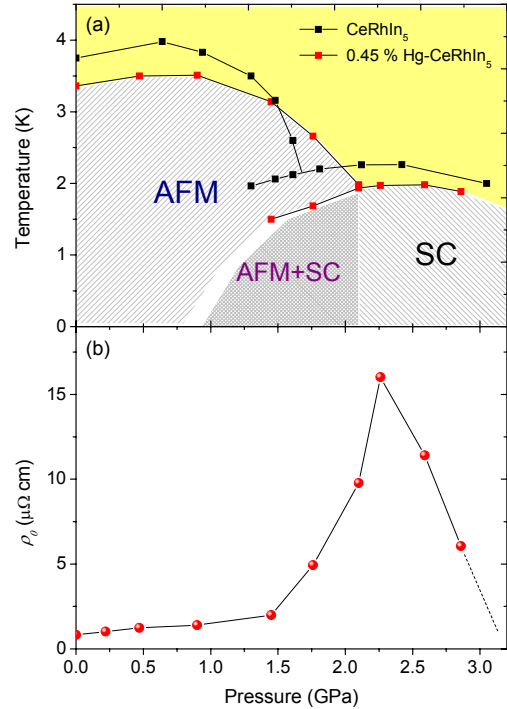 (a)
CeRhIn5
0.45 % Hg-CeRhIn5
4
3
2
1
0
Temperature (K)
AFM
AFM+SC
SC
(b)
15
10
5
0
ρ0 (μΩ cm)
0.0 0.5 1.0 1.5 2.0 2.5 3.0
Pressure (GPa)